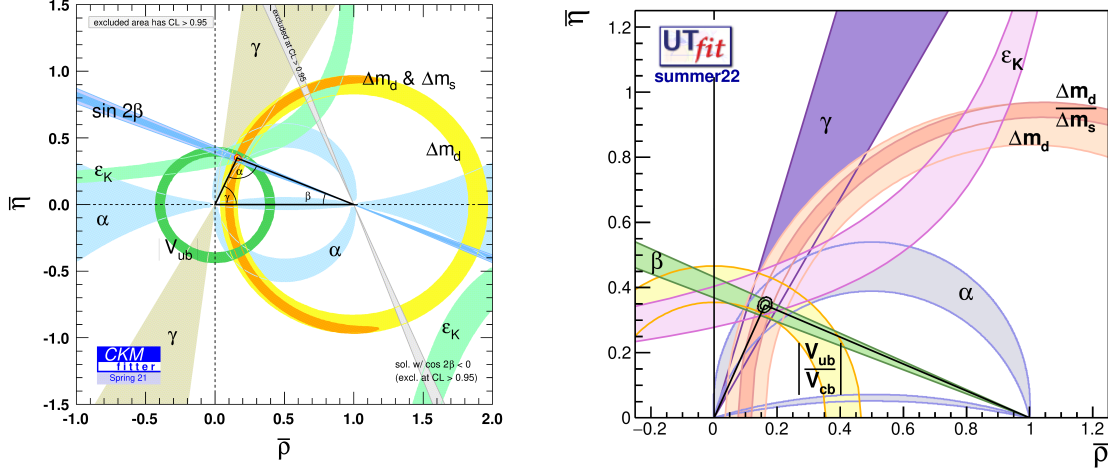 excluded area has CL > 0.95
excluded at CL > 0.95
γ
Δm_d & Δm_s
sin 2β
Δm_d
ε_K
α
α
β
γ
α
V_ub
γ
ε_K
CKM
fitter
Spring 21
sol. w/ cos 2β < 0
(excl. at CL > 0.95)
1.5
1.0
0.5
0.0
-0.5
-1.0
-1.5
η̄
-1.0
-0.5
0.0
0.5
1.0
1.5
2.0
ρ̄
η̄
UTfit
summer22
γ
ε_K
Δm_d
Δm_s
Δm_d
β
α
V_ub
V_cb
1.2
1
0.8
0.6
0.4
0.2
0
−0.2
0
0.2
0.4
0.6
0.8
1
1.2
ρ̄